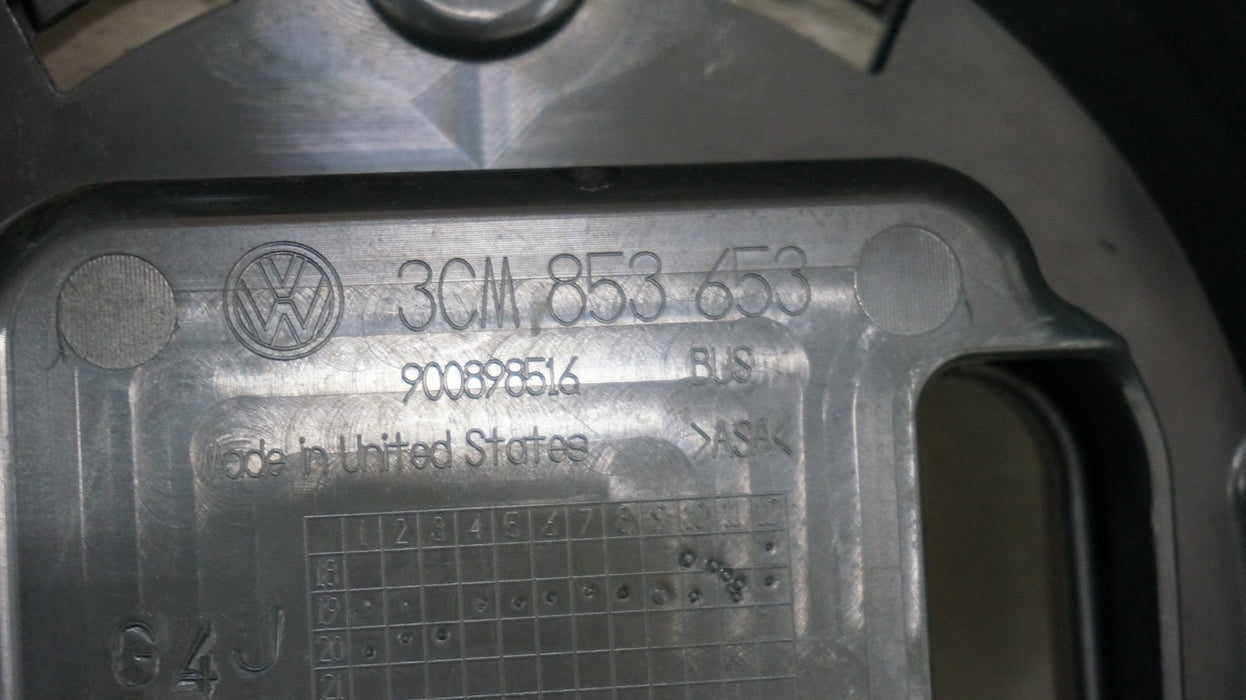 3CM 853 653
900898516 BUS
Made in United States >ASA<
1 2 3 4 5 6 7 8 9 10 11 12
18
19
20
21
G4J